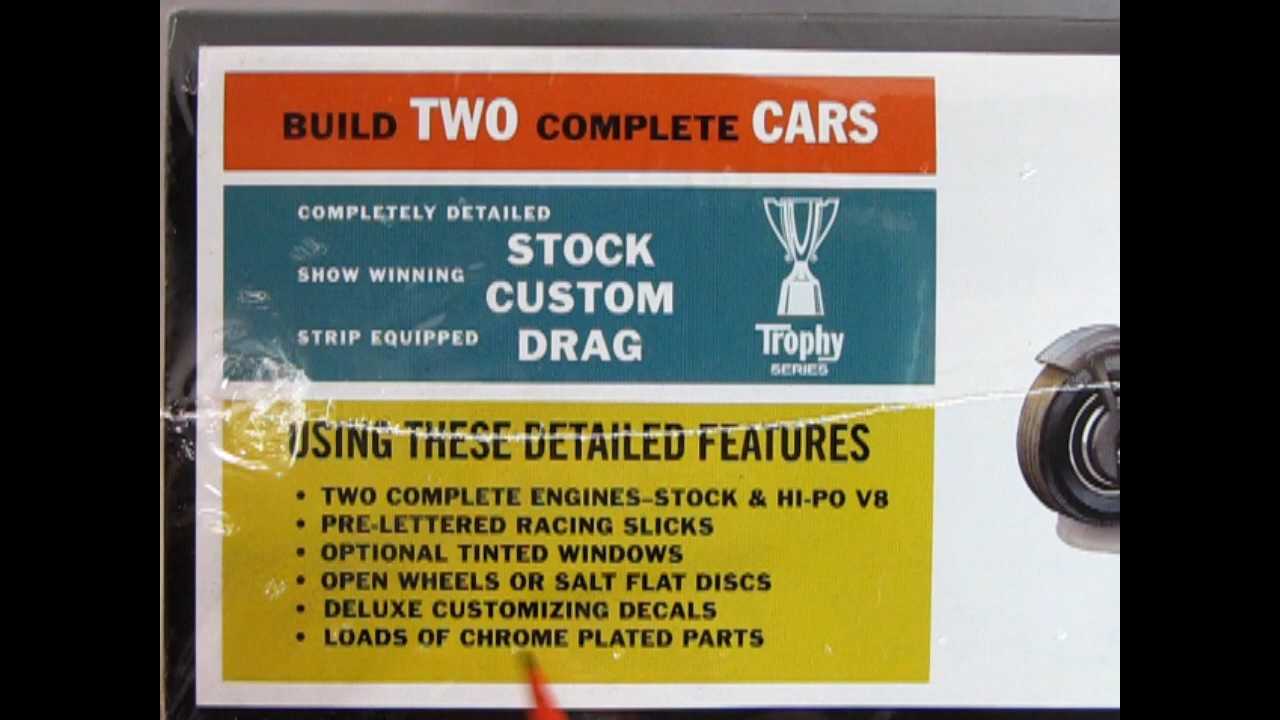 BUILD TWO COMPLETE CARS
COMPLETELY DETAILED
STOCK
SHOW WINNING
CUSTOM
STRIP EQUIPPED
DRAG
Trophy
SERIES
USING THESE DETAILED FEATURES
• TWO COMPLETE ENGINES–STOCK & HI-PO V8
• PRE-LETTERED RACING SLICKS
• OPTIONAL TINTED WINDOWS
• OPEN WHEELS OR SALT FLAT DISCS
• DELUXE CUSTOMIZING DECALS
• LOADS OF CHROME PLATED PARTS